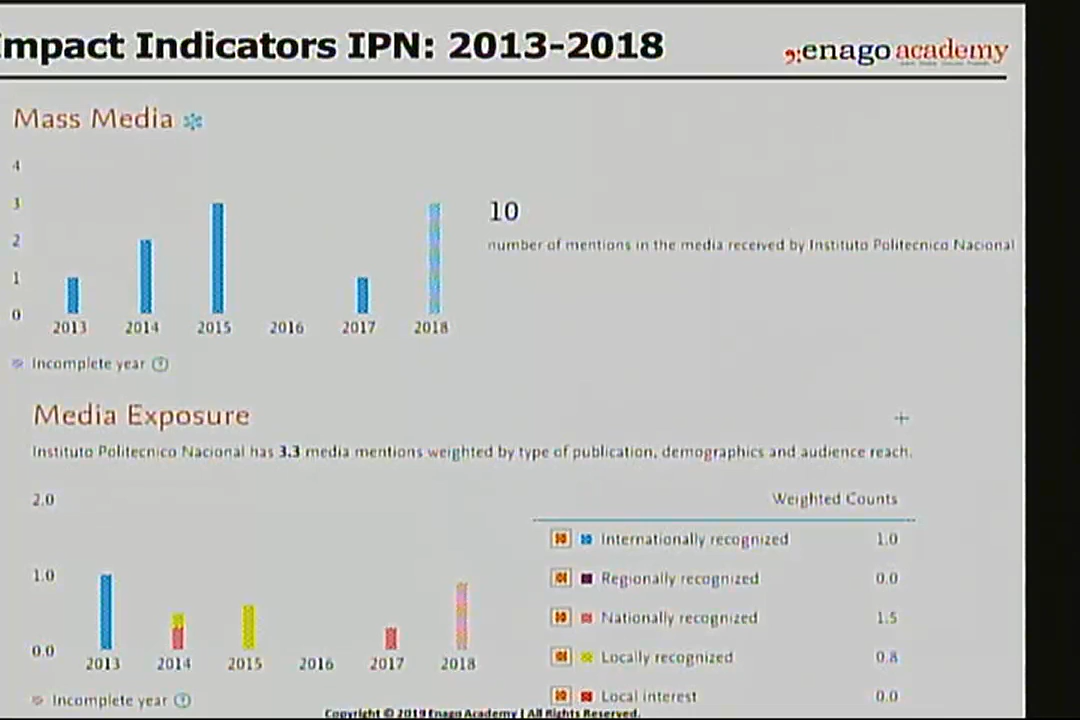 impact Indicators IPN: 2013-2018
enago academy
Mass Media
4
3
2
1
0
2013 2014 2015 2016 2017 2018
10
number of mentions in the media received by Instituto Politecnico Nacional
Incomplete year ?
Media Exposure +
Instituto Politecnico Nacional has 3.3 media mentions weighted by type of publication, demographics and audience reach.
2.0
1.0
0.0
2013 2014 2015 2016 2017 2018
Incomplete year ?
Weighted Counts
Internationally recognized 1.0
Regionally recognized 0.0
Nationally recognized 1.5
Locally recognized 0.8
Local interest 0.0
Copyright © 2019 Enago Academy | All Rights Reserved.